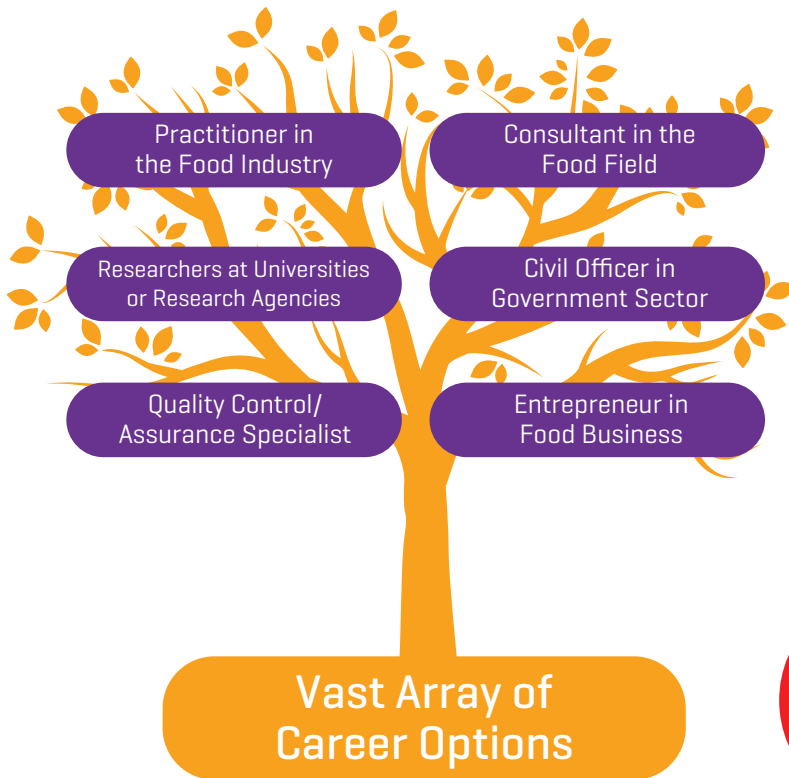 Practitioner in
the Food Industry
Consultant in the
Food Field
Researchers at Universities
or Research Agencies
Civil Officer in
Government Sector
Quality Control/
Assurance Specialist
Entrepreneur in
Food Business
Vast Array of
Career Options